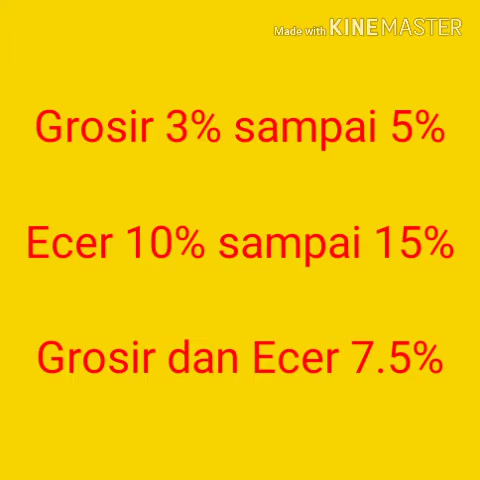 Made with KINEMASTER
Grosir 3% sampai 5%
Ecer 10% sampai 15%
Grosir dan Ecer 7.5%